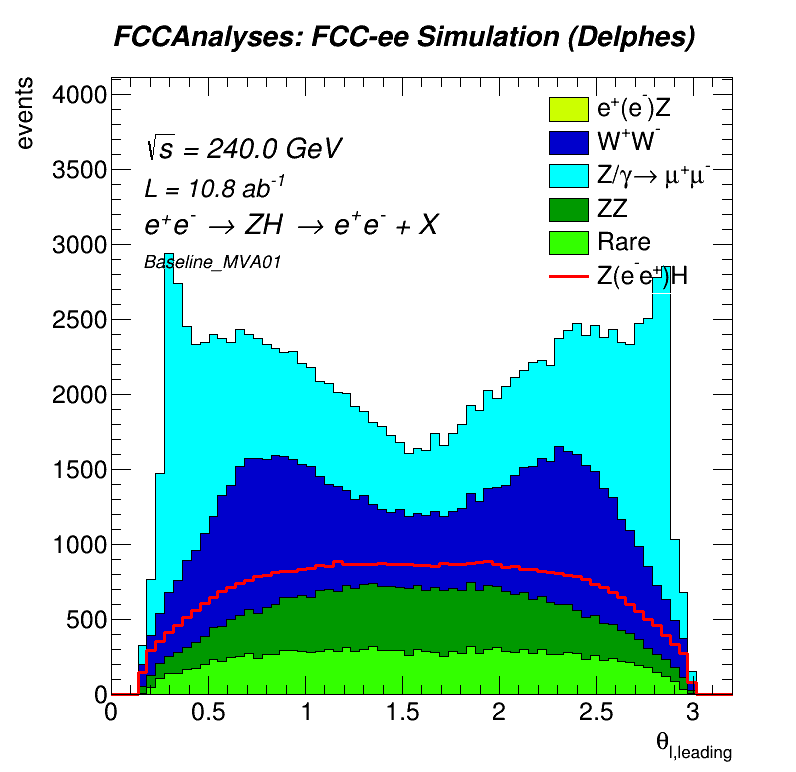 FCCAnalyses: FCC-ee Simulation (Delphes)
events
4000
3500
3000
2500
2000
1500
1000
500
0
√s = 240.0 GeV
L = 10.8 ab⁻¹
e⁺e⁻ → ZH → e⁺e⁻ + X
Baseline_MVA01
e⁺(e⁻)Z
W⁺W⁻
Z/γ→ μ⁺μ⁻
ZZ
Rare
Z(e⁻e⁺)H
0 0.5 1 1.5 2 2.5 3
θl,leading